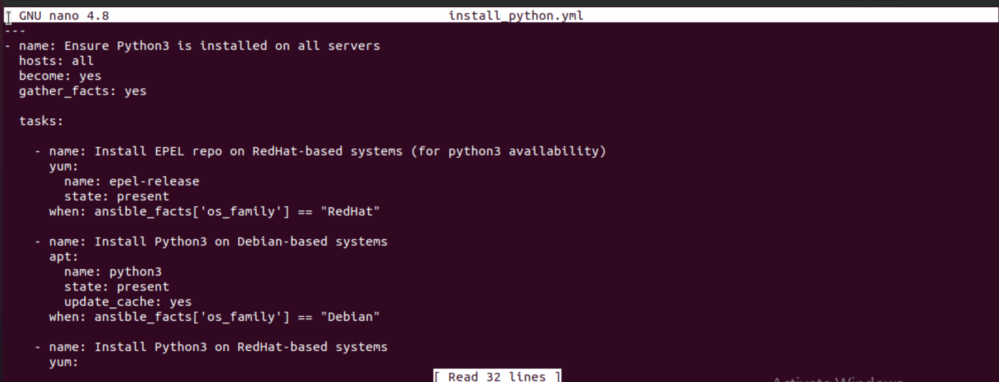 GNU nano 4.8 install_python.yml
---
- name: Ensure Python3 is installed on all servers
  hosts: all
  become: yes
  gather_facts: yes

  tasks:

    - name: Install EPEL repo on RedHat-based systems (for python3 availability)
      yum:
        name: epel-release
        state: present
      when: ansible_facts['os_family'] == "RedHat"

    - name: Install Python3 on Debian-based systems
      apt:
        name: python3
        state: present
        update_cache: yes
      when: ansible_facts['os_family'] == "Debian"

    - name: Install Python3 on RedHat-based systems
      yum:
[ Read 32 lines ]
Activate Windows